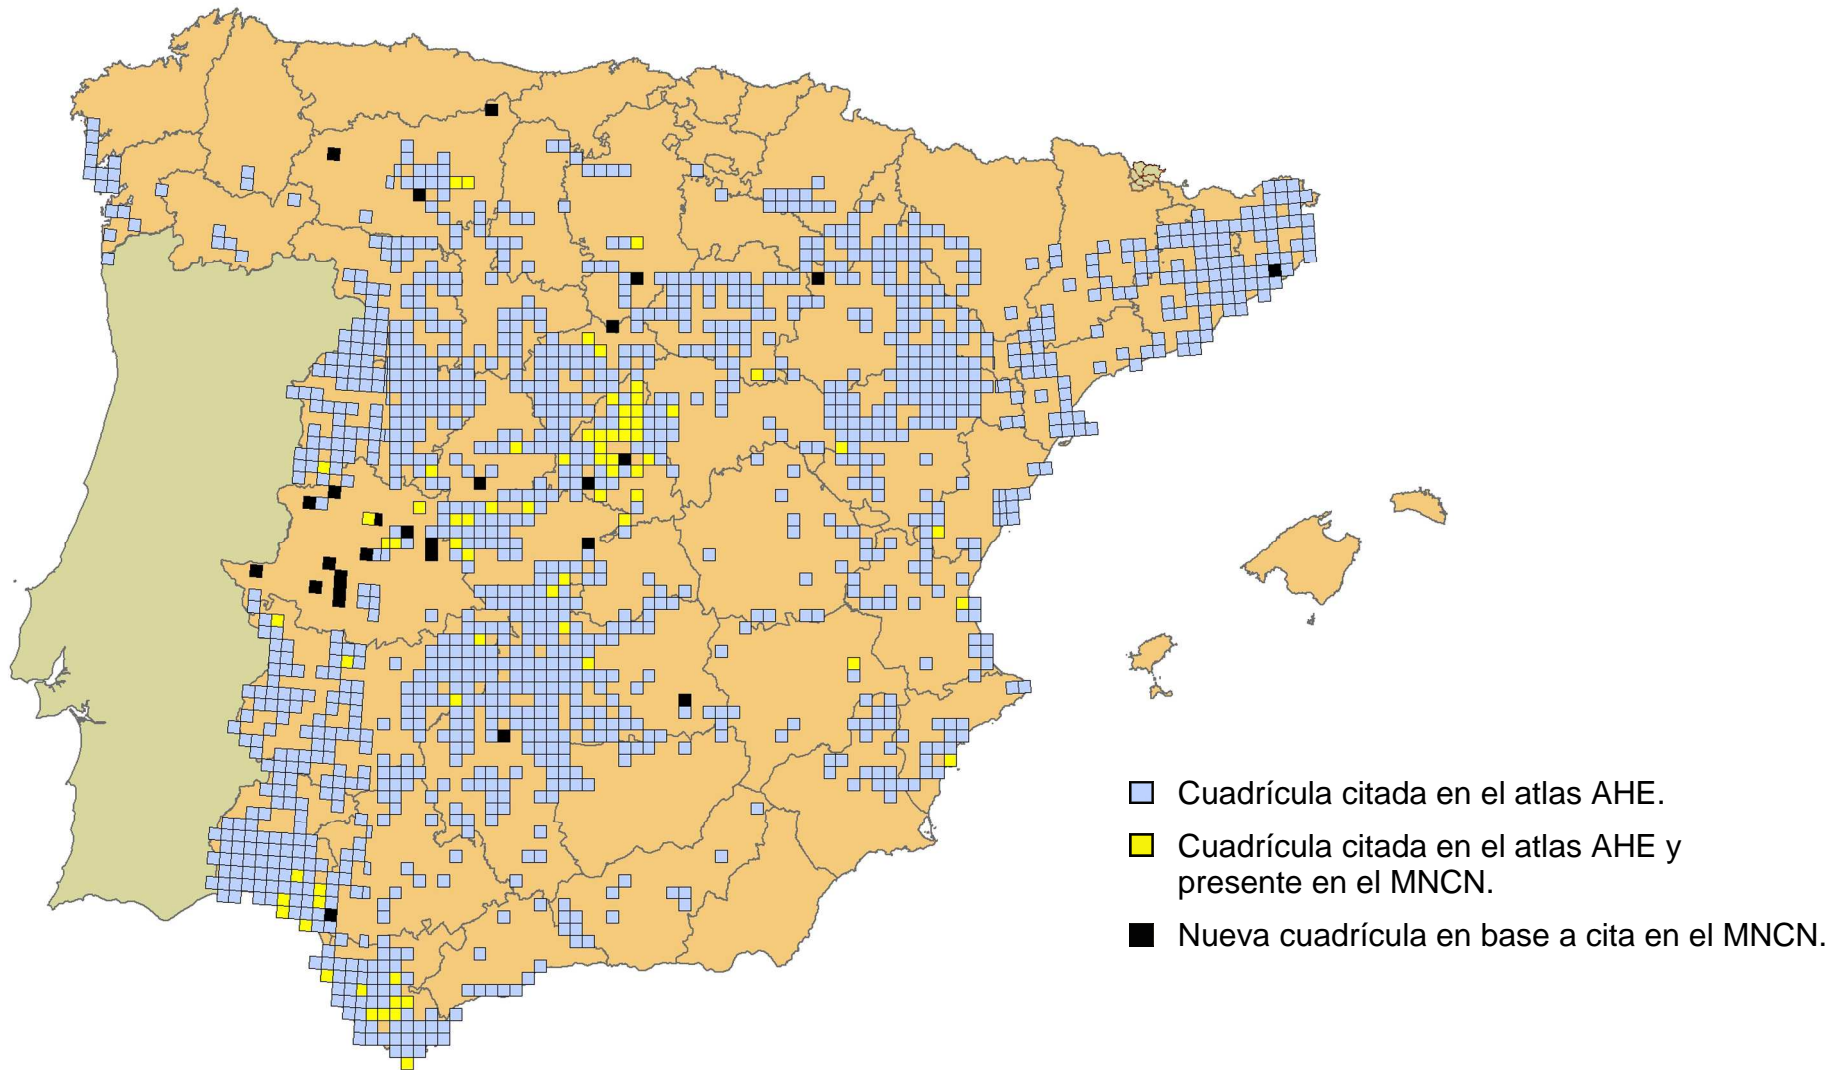 Cuadrícula citada en el atlas AHE.
Cuadrícula citada en el atlas AHE y
presente en el MNCN.
Nueva cuadrícula en base a cita en el MNCN.